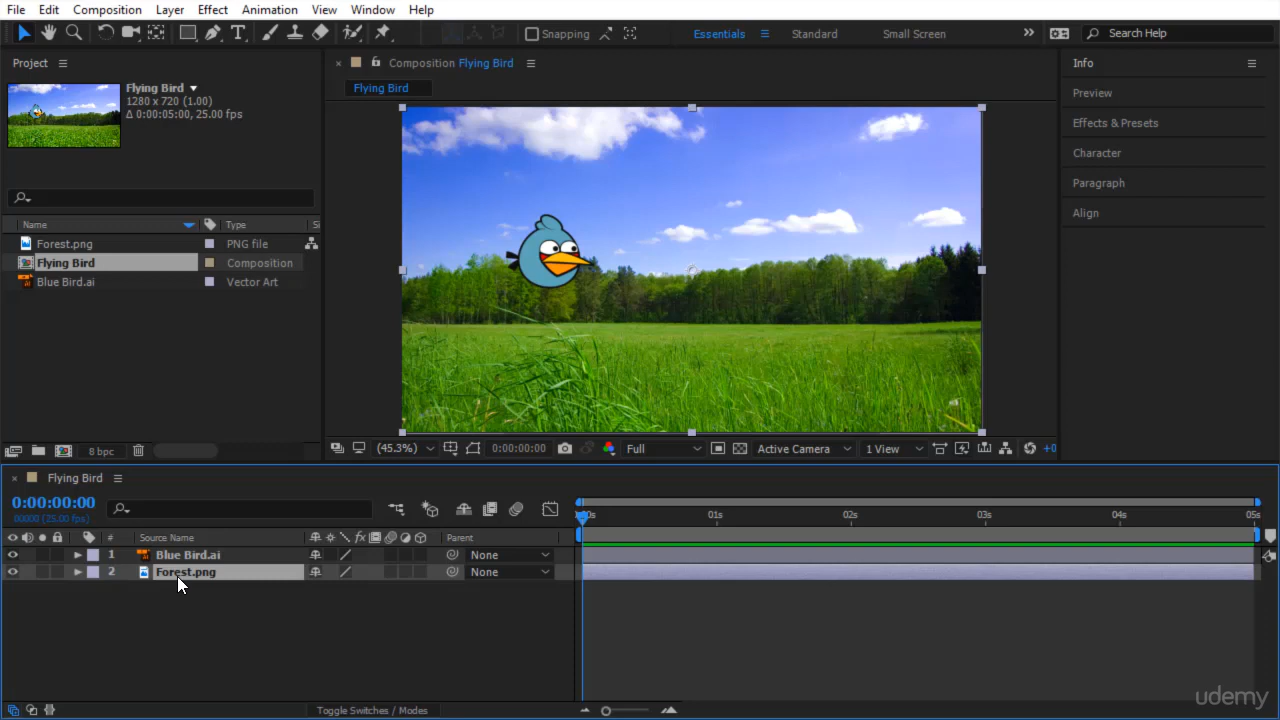 File Edit Composition Layer Effect Animation View Window Help
Snapping Essentials Standard Small Screen Search Help
Project
Flying Bird
1280 x 720 (1.00)
Δ 0:00:05:00, 25.00 fps
Name Type Si
Forest.png PNG file
Flying Bird Composition
Blue Bird.ai Vector Art
8 bpc
Composition Flying Bird
Flying Bird
(45.3%) 0:00:00:00 Full Active Camera 1 View +0
Info
Preview
Effects & Presets
Character
Paragraph
Align
Flying Bird
0:00:00:00
00000 (25.00 fps)
01s 02s 03s 04s 05s
# Source Name fx Parent
1 Blue Bird.ai None
2 Forest.png None
Toggle Switches / Modes
udemy